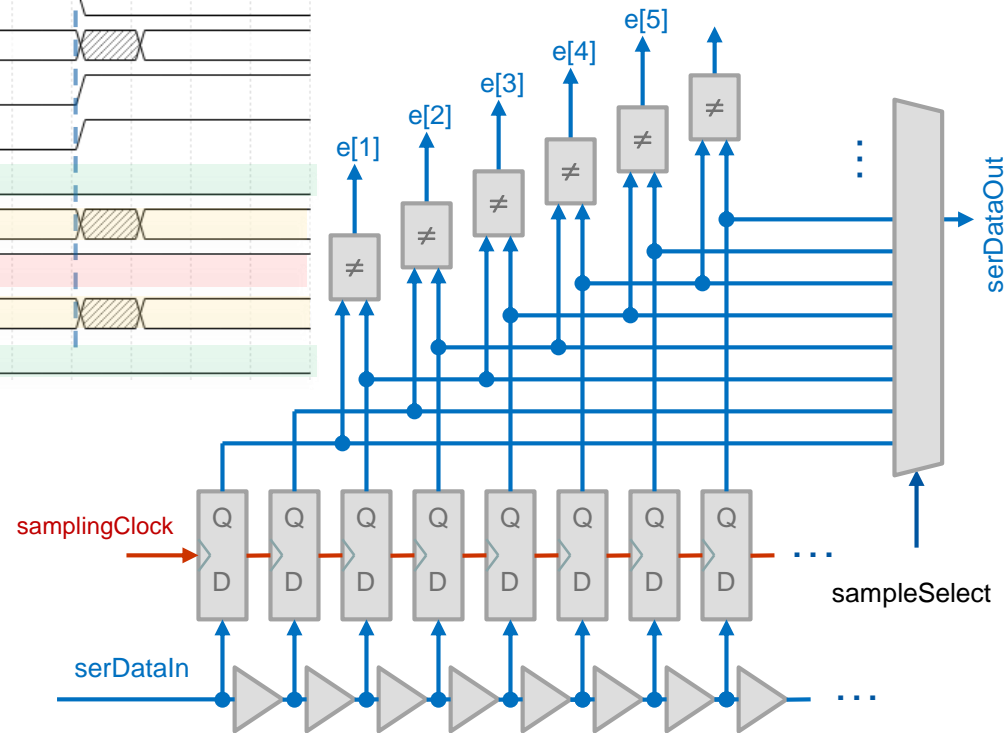 e[5]
e[4]
e[3]
e[2]
e[1]
≠
≠
≠
≠
≠
≠
serDataOut
Q Q Q Q Q Q Q Q
samplingClock
D D D D D D D D
sampleSelect
serDataIn